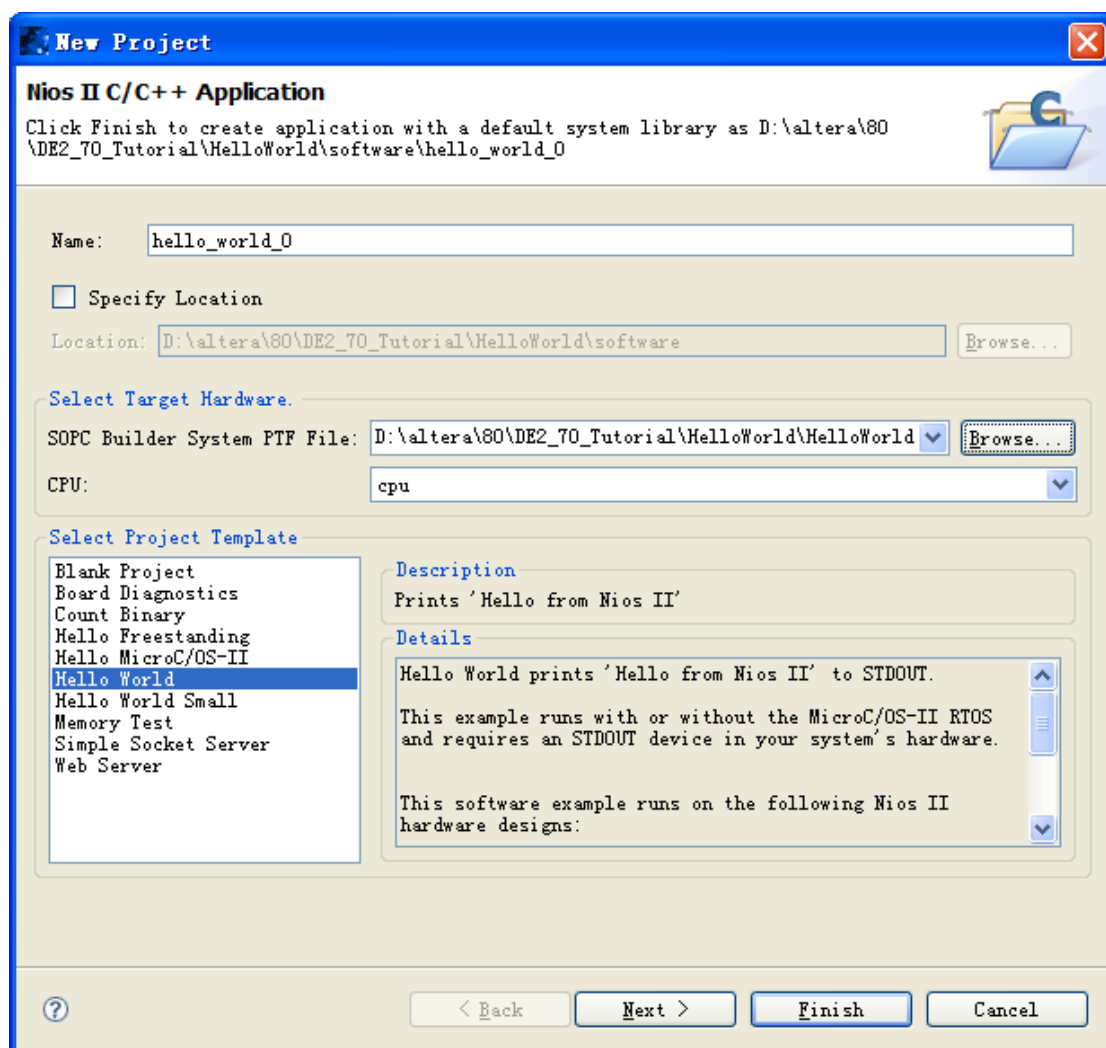 New Project
Nios II C/C++ Application
Click Finish to create application with a default system library as D:\altera\80
\DE2_70_Tutorial\HelloWorld\software\hello_world_0
Name: hello_world_0
Specify Location
Location: D:\altera\80\DE2_70_Tutorial\HelloWorld\software Browse...
Select Target Hardware.
SOPC Builder System PTF File: D:\altera\80\DE2_70_Tutorial\HelloWorld\HelloWorld Browse...
CPU: cpu
Select Project Template
Blank Project
Board Diagnostics
Count Binary
Hello Freestanding
Hello MicroC/OS-II
Hello World
Hello World Small
Memory Test
Simple Socket Server
Web Server
Description
Prints 'Hello from Nios II'
Details
Hello World prints 'Hello from Nios II' to STDOUT.
This example runs with or without the MicroC/OS-II RTOS
and requires an STDOUT device in your system's hardware.
This software example runs on the following Nios II
hardware designs:
< Back Next > Finish Cancel